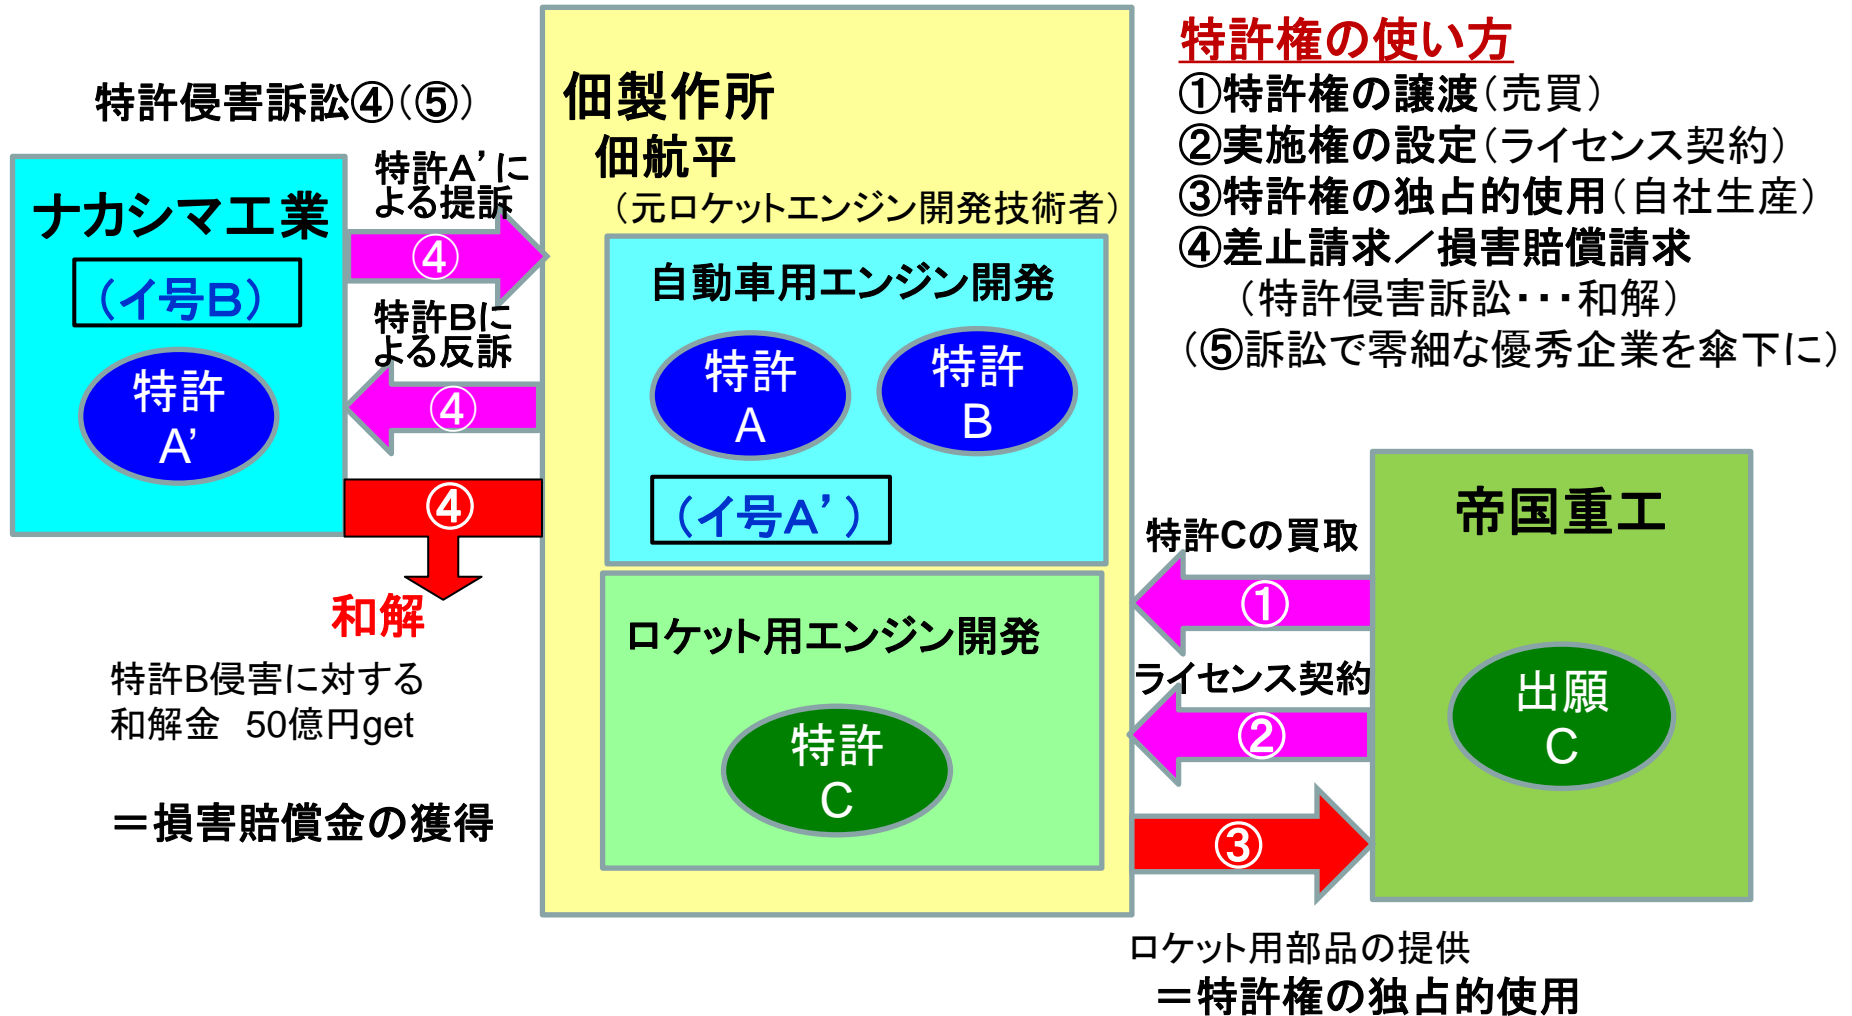 特許権の使い方
①特許権の譲渡(売買)
②実施権の設定(ライセンス契約)
③特許権の独占的使用(自社生産)
④差止請求/損害賠償請求
(特許侵害訴訟・・・和解)
(⑤訴訟で零細な優秀企業を傘下に)
特許侵害訴訟④(⑤)
ナカシマ工業
(イ号B)
特許
A'
特許A'に
よる提訴
④
特許Bに
よる反訴
④
④
和解
特許B侵害に対する
和解金 50億円get
=損害賠償金の獲得
佃製作所
佃航平
(元ロケットエンジン開発技術者)
自動車用エンジン開発
特許
A
特許
B
(イ号A')
ロケット用エンジン開発
特許
C
特許Cの買取
①
ライセンス契約
②
③
帝国重工
出願
C
ロケット用部品の提供
=特許権の独占的使用